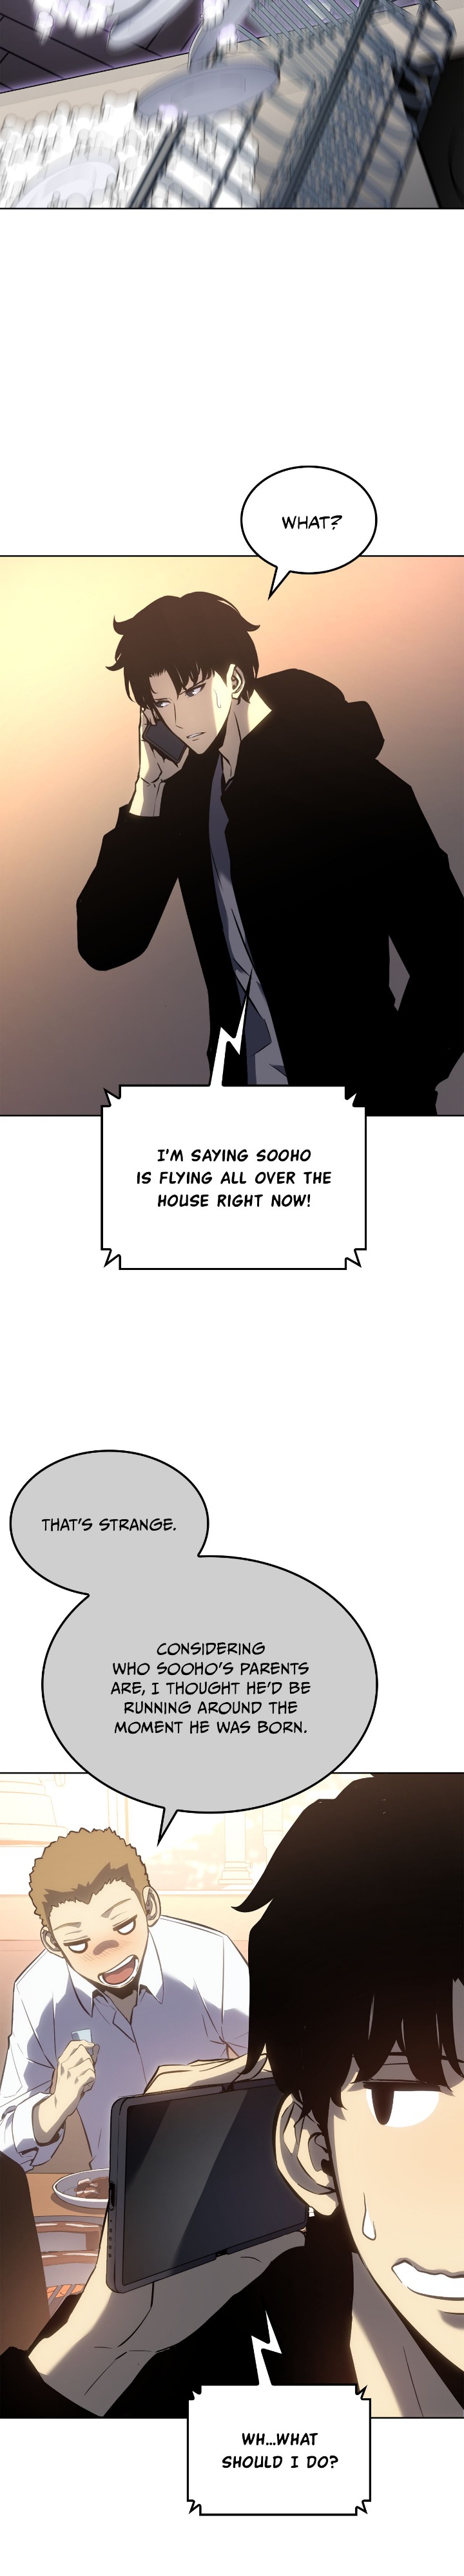 WHAT?
I'M SAYING SOOHO
IS FLYING ALL OVER THE
HOUSE RIGHT NOW!
THAT'S STRANGE.
CONSIDERING
WHO SOOHO'S PARENTS
ARE, I THOUGHT HE'D BE
RUNNING AROUND THE
MOMENT HE WAS BORN.
WH...WHAT
SHOULD I DO?